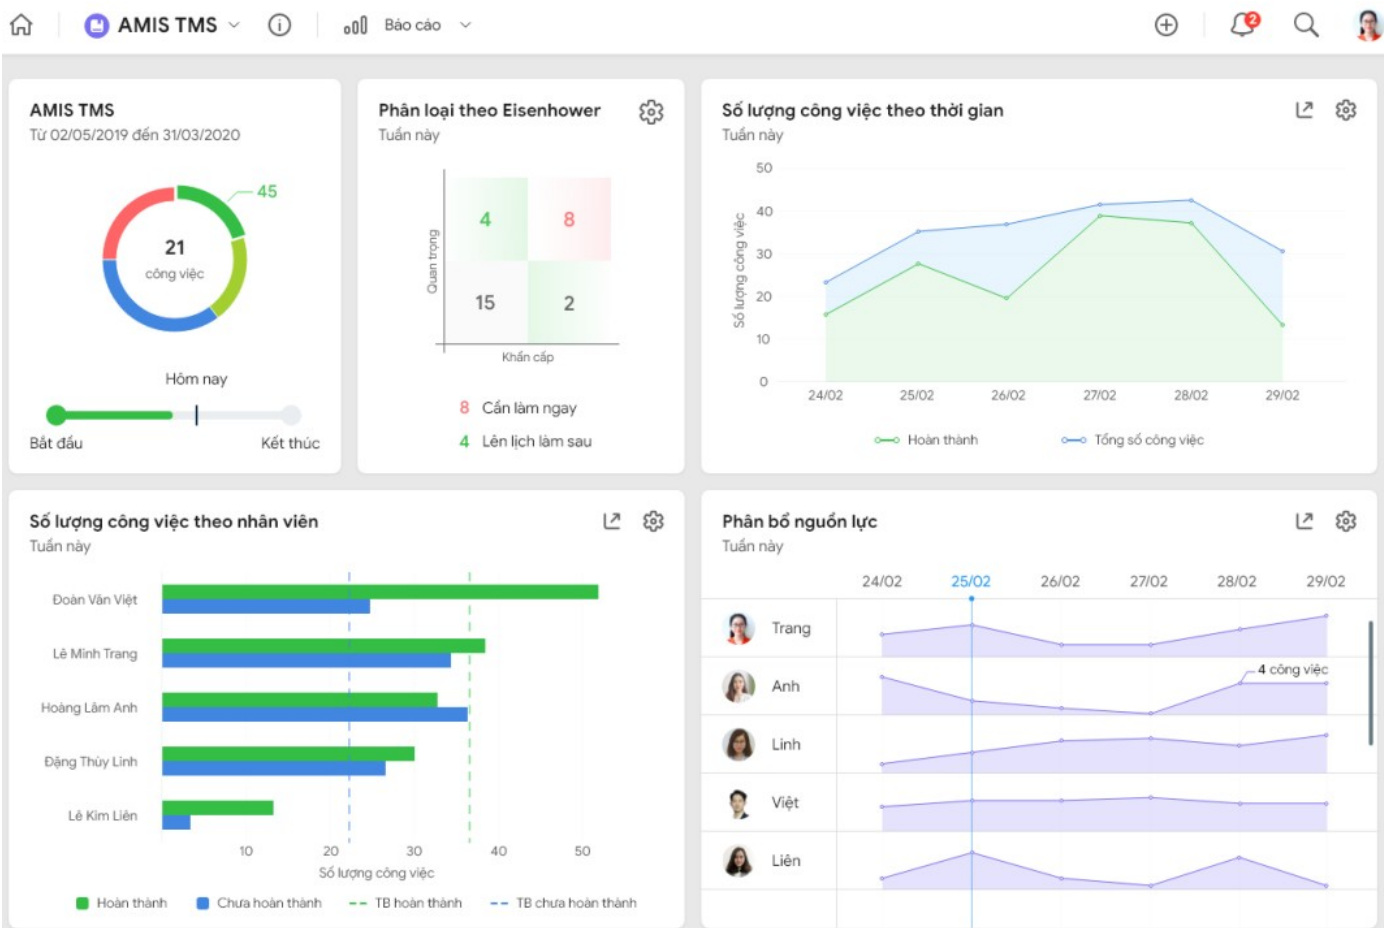 AMIS TMS
Báo cáo
2
AMIS TMS
Từ 02/05/2019 đến 31/03/2020
45
21
công việc
Hôm nay
Bắt đầu
Kết thúc
Phân loại theo Eisenhower
Tuần này
Quan trọng
4
8
15
2
Khẩn cấp
8 Cần làm ngay
4 Lên lịch làm sau
Số lượng công việc theo thời gian
Tuần này
Số lượng công việc
50
40
30
20
10
0
24/02 25/02 26/02 27/02 28/02 29/02
Hoàn thành
Tổng số công việc
Số lượng công việc theo nhân viên
Tuần này
Đoàn Văn Việt
Lê Minh Trang
Hoàng Lâm Anh
Đặng Thùy Linh
Lê Kim Liên
10 20 30 40 50
Số lượng công việc
Hoàn thành
Chưa hoàn thành
TB hoàn thành
TB chưa hoàn thành
Phân bổ nguồn lực
Tuần này
24/02 25/02 26/02 27/02 28/02 29/02
Trang
4 công việc
Anh
Linh
Việt
Liên